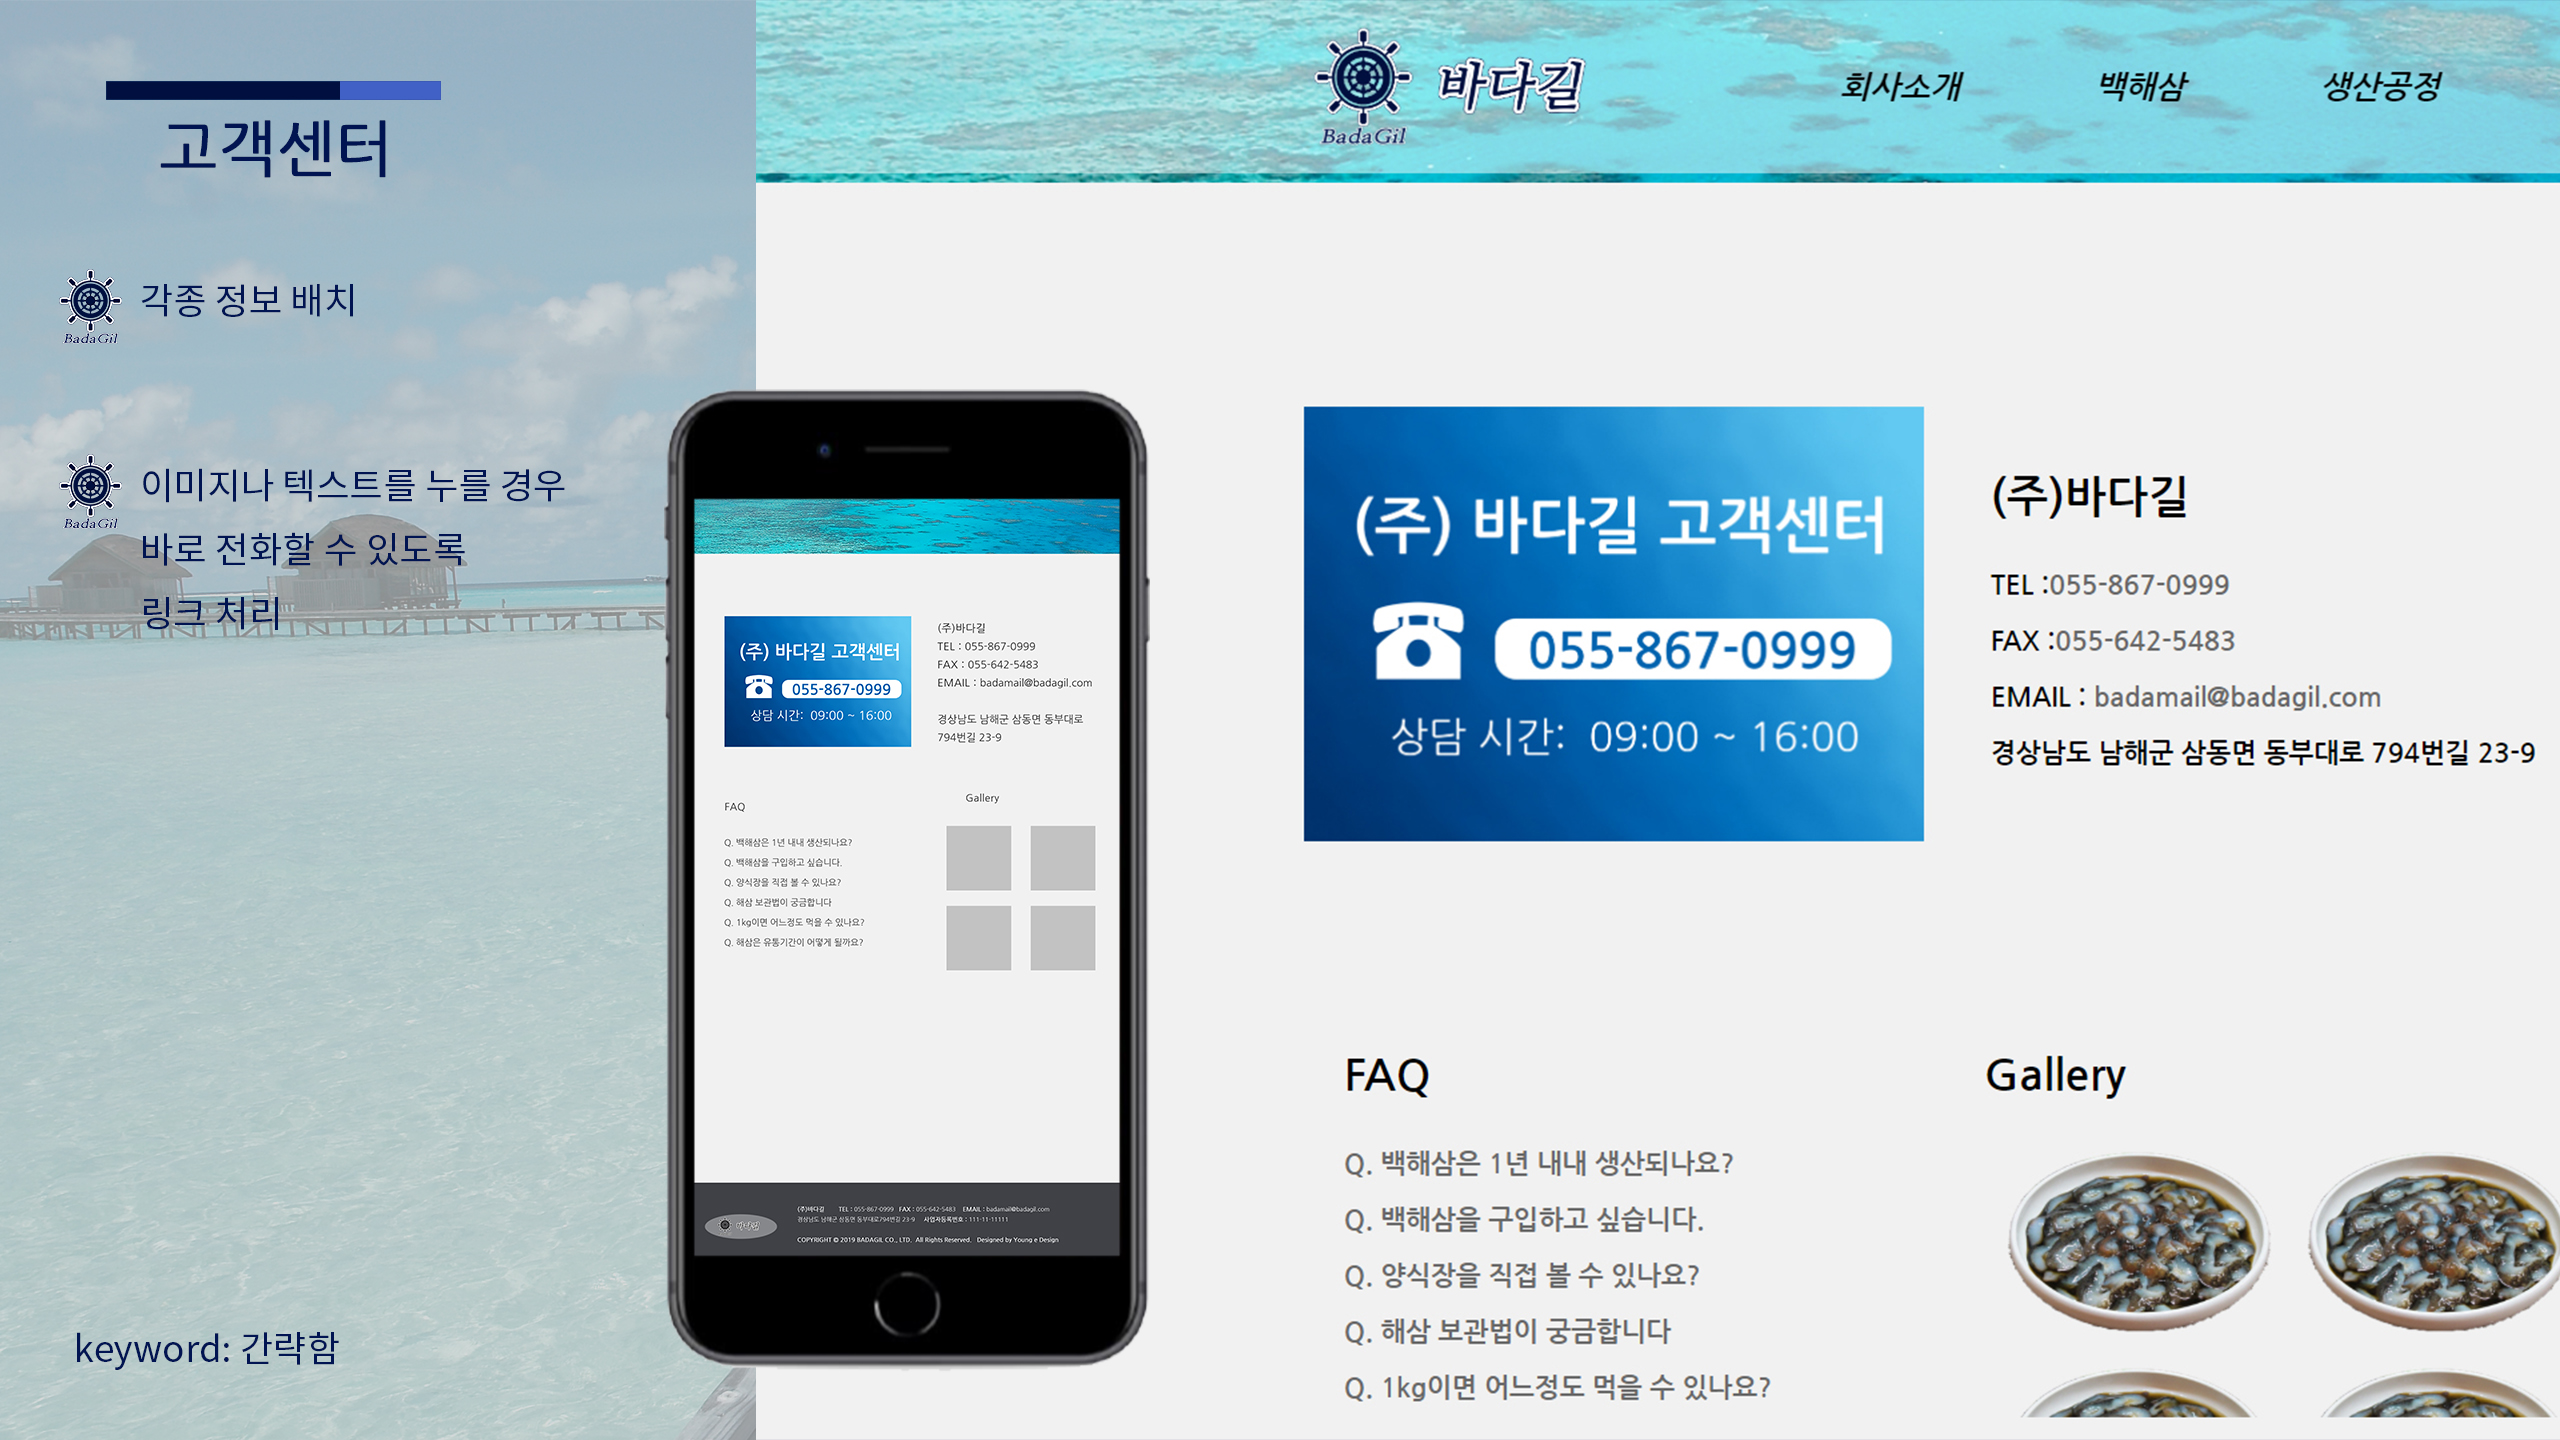 고객센터
BadaGil
각종 정보 배치
BadaGil
이미지나 텍스트를 누를 경우
바로 전화할 수 있도록
링크 처리
keyword: 간략함
BadaGil
바다길
회사소개
백해삼
생산공정
(주) 바다길 고객센터
055-867-0999
상담 시간: 09:00 ~ 16:00
(주)바다길
TEL :055-867-0999
FAX :055-642-5483
EMAIL : badamail@badagil.com
경상남도 남해군 삼동면 동부대로 794번길 23-9
FAQ
Q. 백해삼은 1년 내내 생산되나요?
Q. 백해삼을 구입하고 싶습니다.
Q. 양식장을 직접 볼 수 있나요?
Q. 해삼 보관법이 궁금합니다
Q. 1kg이면 어느정도 먹을 수 있나요?
Gallery
(주) 바다길 고객센터
055-867-0999
상담 시간: 09:00 ~ 16:00
(주)바다길
TEL : 055-867-0999
FAX : 055-642-5483
EMAIL : badamail@badagil.com
경상남도 남해군 삼동면 동부대로
794번길 23-9
FAQ
Q. 백해삼은 1년 내내 생산되나요?
Q. 백해삼을 구입하고 싶습니다.
Q. 양식장을 직접 볼 수 있나요?
Q. 해삼 보관법이 궁금합니다
Q. 1kg이면 어느정도 먹을 수 있나요?
Q. 해삼은 유통기간이 어떻게 될까요?
Gallery
바다길
(주)바다길 TEL : 055-867-0999 FAX : 055-642-5483 EMAIL : badamail@badagil.com
경상남도 남해군 삼동면 동부대로794번길 23-9 사업자등록번호 : 111-11-11111
COPYRIGHT © 2019 BADAGIL CO., LTD. All Rights Reserved. Designed by Young e Design